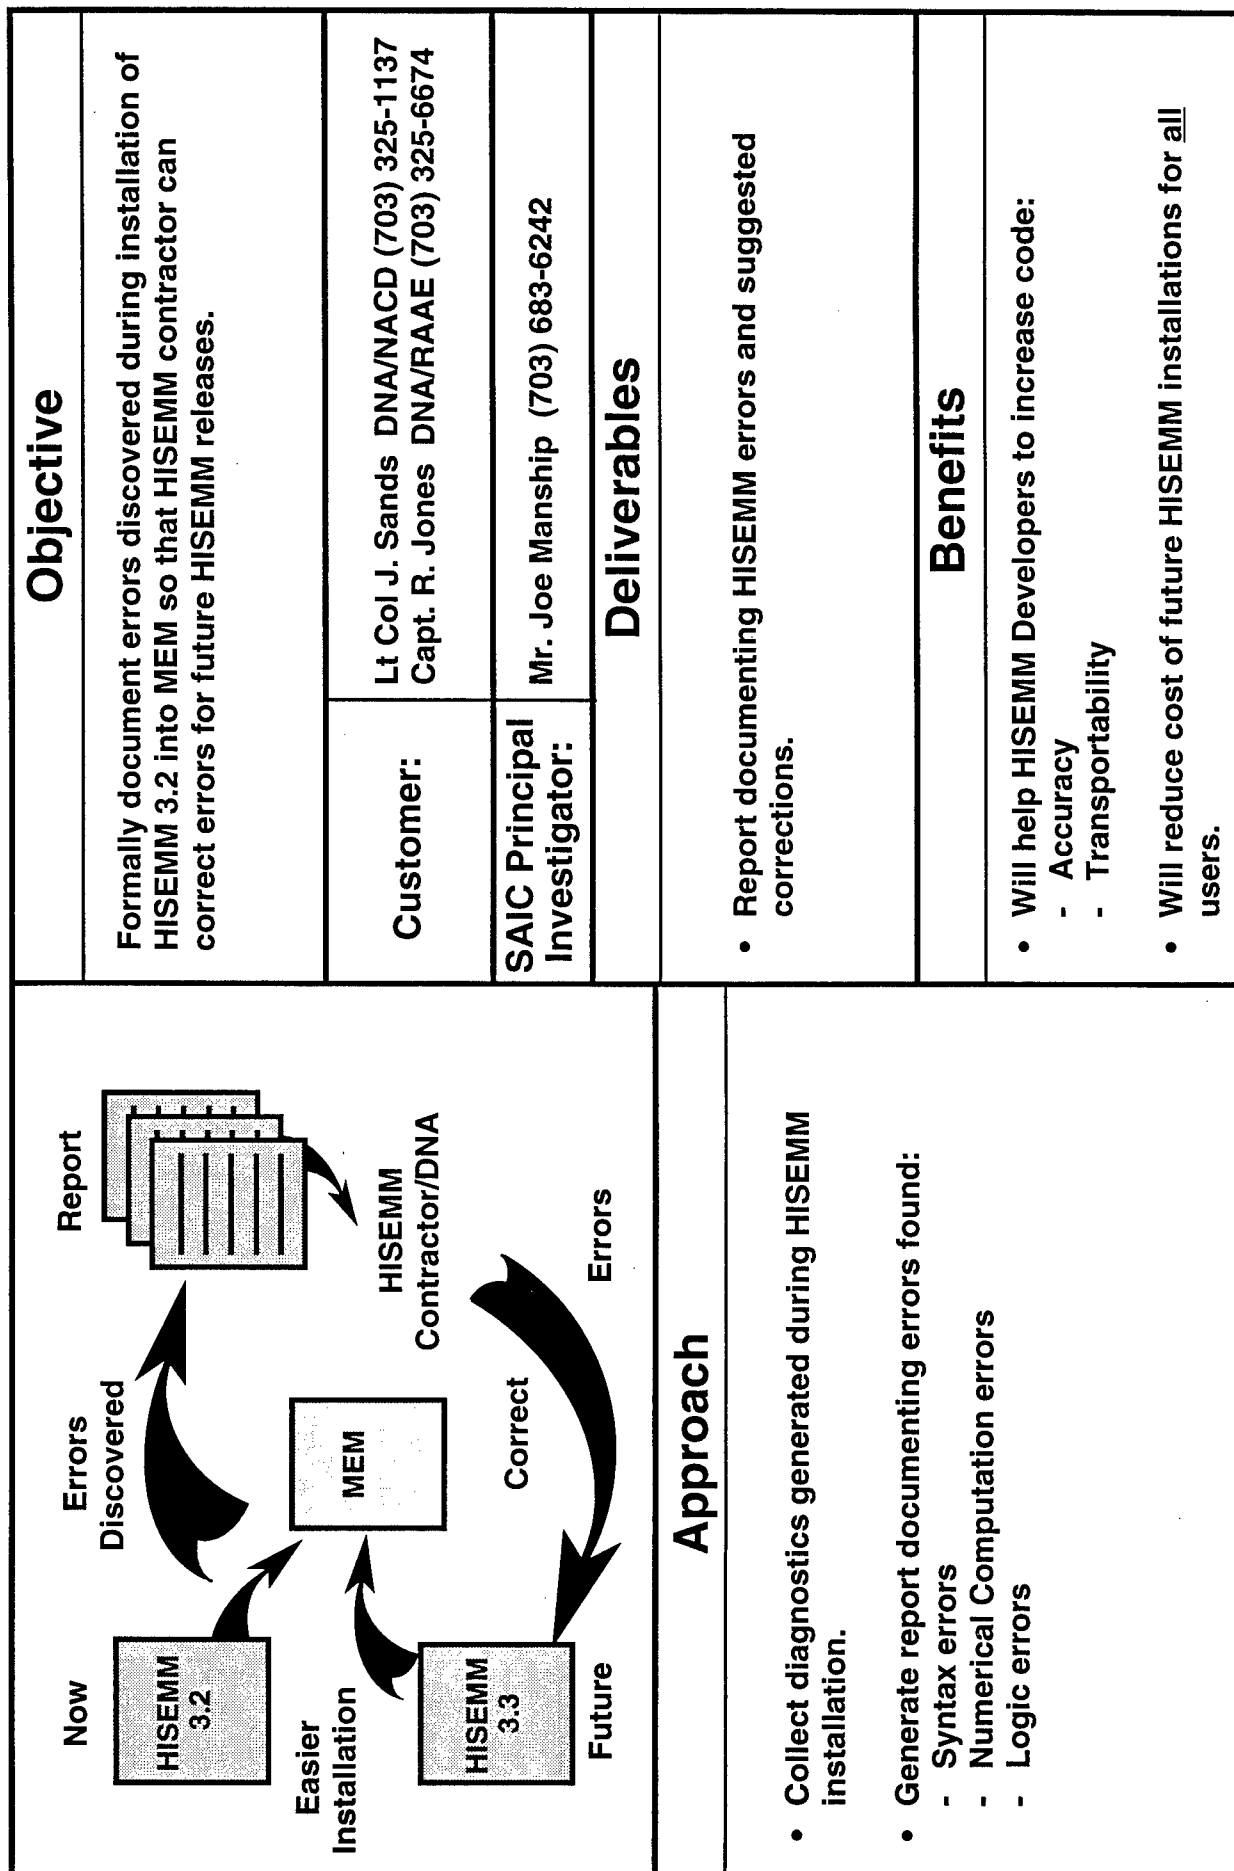 Now
HISEMM
3.2
Errors
Discovered
Report
Easier
Installation
MEM
HISEMM
Contractor/DNA
HISEMM
3.3
Future
Correct
Errors
Approach
• Collect diagnostics generated during HISEMM
installation.
• Generate report documenting errors found:
- Syntax errors
- Numerical Computation errors
- Logic errors
Objective
Formally document errors discovered during installation of
HISEMM 3.2 into MEM so that HISEMM contractor can
correct errors for future HISEMM releases.
Customer:
Lt Col J. Sands DNA/NACD (703) 325-1137
Capt. R. Jones DNA/RAAE (703) 325-6674
SAIC Principal
Investigator:
Mr. Joe Manship (703) 683-6242
Deliverables
• Report documenting HISEMM errors and suggested
corrections.
Benefits
• Will help HISEMM Developers to increase code:
- Accuracy
- Transportability
• Will reduce cost of future HISEMM installations for all
users.